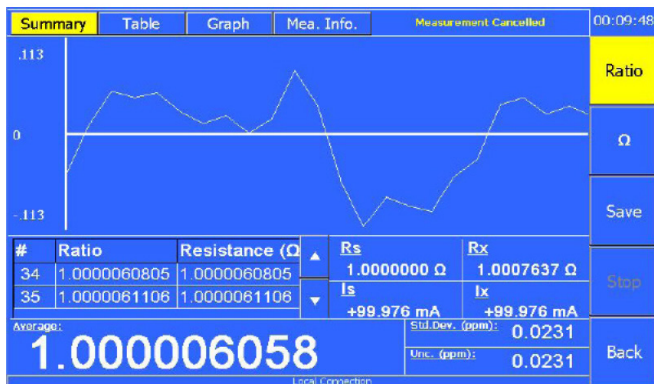 Summary Table Graph Mea. Info. Measurement Cancelled 00:09:48
.113
0
-.113
Ratio
Ω
Save
Stop
Back
# Ratio Resistance (Ω
34 1.0000060805 1.0000060805
35 1.0000061106 1.0000061106
Rs
1.0000000 Ω
Rx
1.0007637 Ω
Is
+99.976 mA
Ix
+99.976 mA
Average:
1.000006058
Std.Dev. (ppm): 0.0231
Unc. (ppm): 0.0231
Local Connection